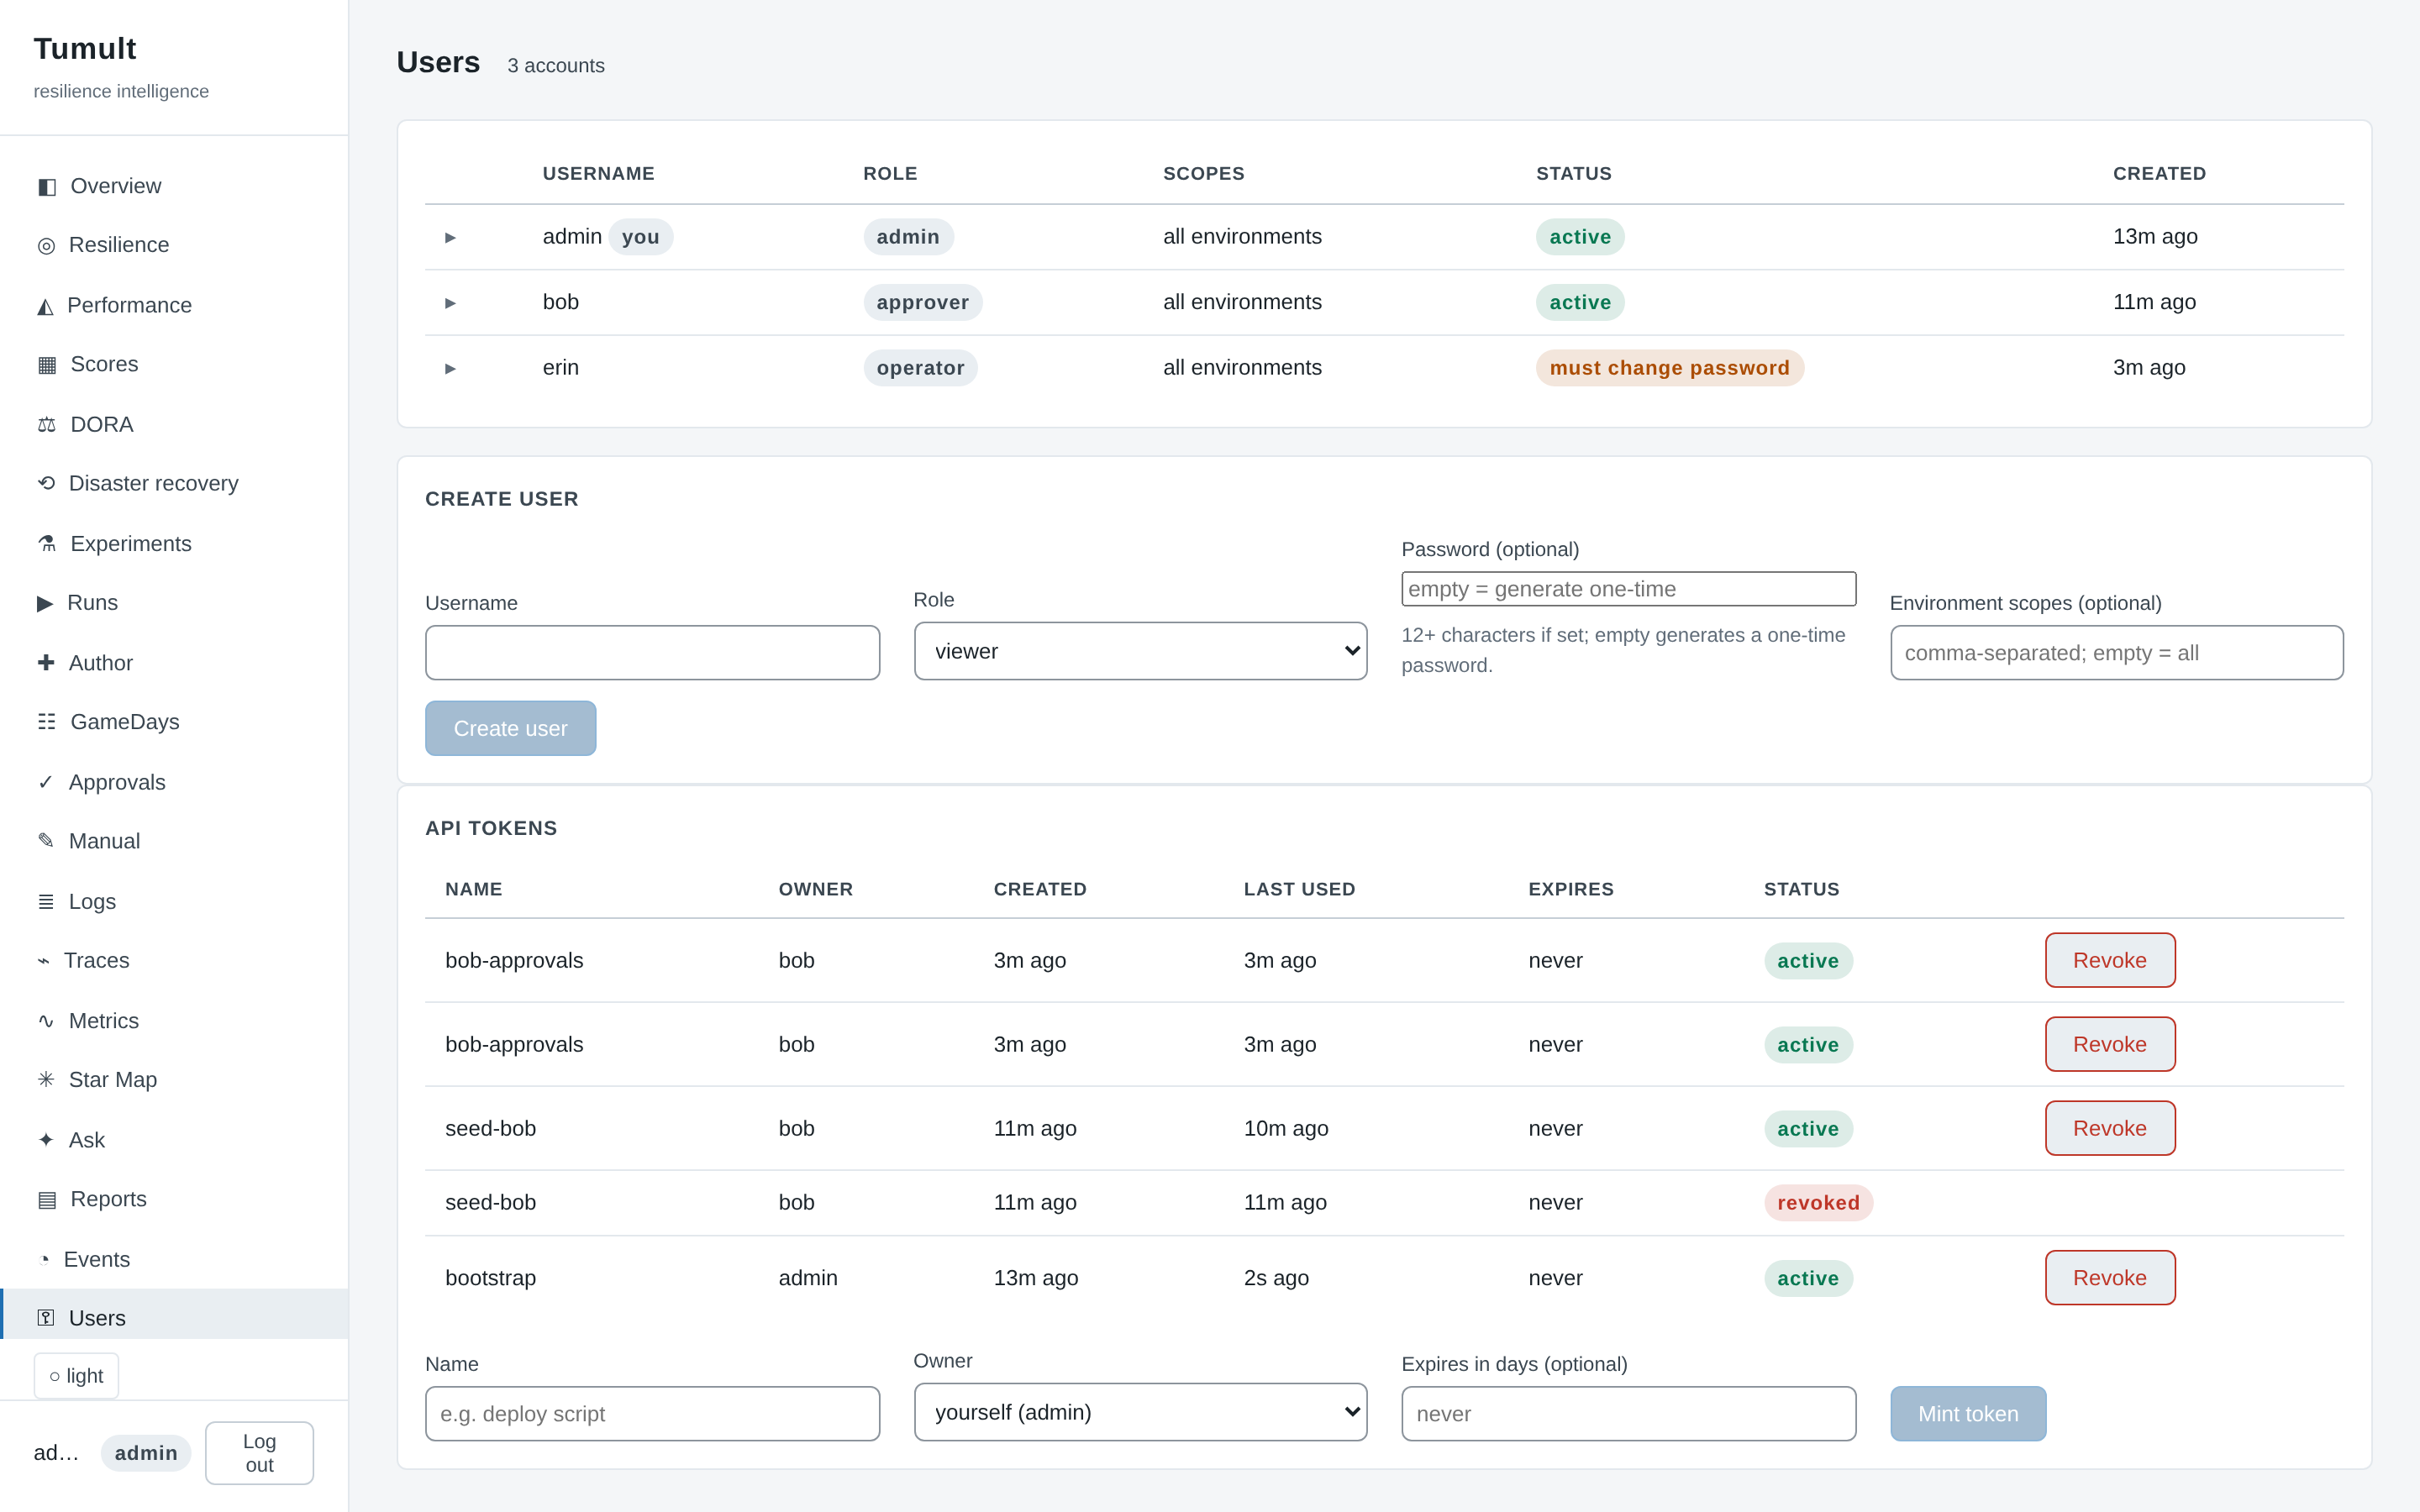 Tumult
resilience intelligence
Overview
Resilience
Performance
Scores
DORA
Disaster recovery
Experiments
Runs
Author
GameDays
Approvals
Manual
Logs
Traces
Metrics
Star Map
Ask
Reports
Events
Users
light
ad… admin Log out
Users 3 accounts
USERNAME ROLE SCOPES STATUS CREATED
admin you admin all environments active 13m ago
bob approver all environments active 11m ago
erin operator all environments must change password 3m ago
CREATE USER
Username
Role
viewer
Password (optional)
empty = generate one-time
12+ characters if set; empty generates a one-time
password.
Environment scopes (optional)
comma-separated; empty = all
Create user
API TOKENS
NAME OWNER CREATED LAST USED EXPIRES STATUS
bob-approvals bob 3m ago 3m ago never active Revoke
bob-approvals bob 3m ago 3m ago never active Revoke
seed-bob bob 11m ago 10m ago never active Revoke
seed-bob bob 11m ago 11m ago never revoked
bootstrap admin 13m ago 2s ago never active Revoke
Name
e.g. deploy script
Owner
yourself (admin)
Expires in days (optional)
never
Mint token